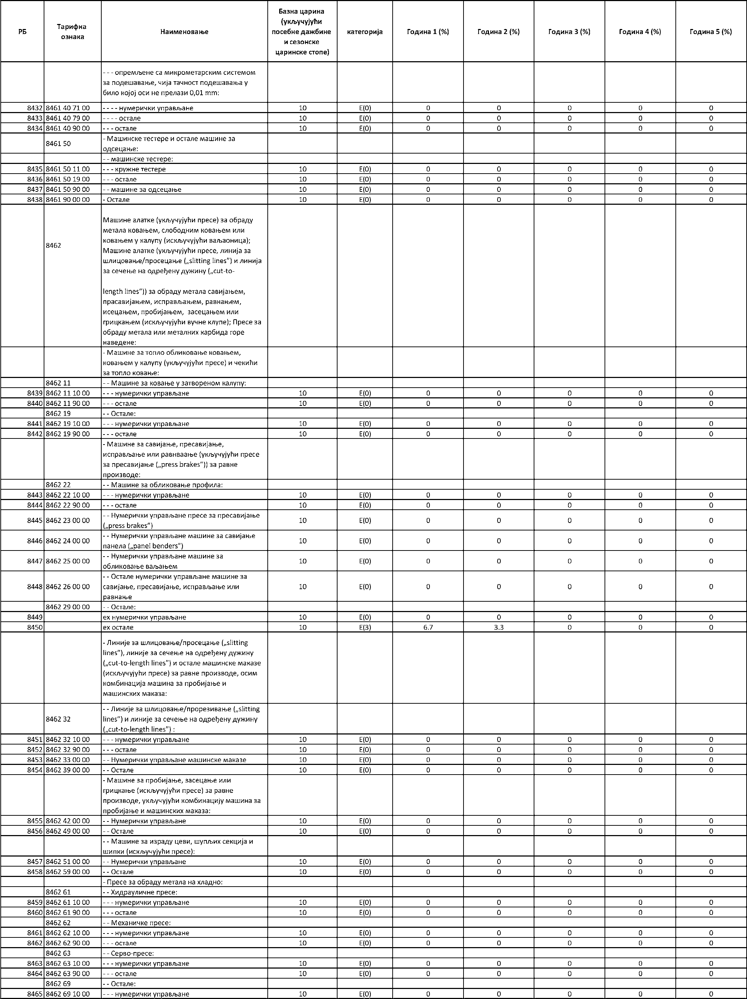 РБ Тарифна ознака Наименовање Базна царина (укључујући посебне дажбине и сезонске царинске стопе) категорија Година 1 (%) Година 2 (%) Година 3 (%) Година 4 (%) Година 5 (%)
- - - опремљене са микрометарским системом
за подешавање, чија тачност подешавања у
било којој оси не прелази 0,01 mm:
8432 8461 40 71 00 - - - - нумерички управљане 10 E(0) 0 0 0 0 0
8433 8461 40 79 00 - - - - остале 10 E(0) 0 0 0 0 0
8434 8461 40 90 00 - - - остале 10 E(0) 0 0 0 0 0
8461 50 - Машинске тестере и остале машине за
одсецање:
- - машинске тестере:
8435 8461 50 11 00 - - - кружне тестере 10 E(0) 0 0 0 0 0
8436 8461 50 19 00 - - - остале 10 E(0) 0 0 0 0 0
8437 8461 50 90 00 - - машине за одсецање 10 E(0) 0 0 0 0 0
8438 8461 90 00 00 - Остале 10 E(0) 0 0 0 0 0
8462 Машине алатке (укључујући пресе) за обраду
метала ковањем, слободним ковањем или
ковањем у калупу (искључујући ваљаоница);
Машине алатке (укључујући пресе, линија за
шлицовање/просецање („slitting lines”) и линија
за сечење на одређену дужину („cut-to-
length lines”)) за обраду метала савијањем,
прасавијањем, исправљањем, равнањем,
исецањем, пробијањем, засецањем или
грицкањем (искључујући вучне клупе); Пресе за
обраду метала или металних карбида горе
наведене:
- Машине за топло обликовање ковањем,
ковањем у калупу (укључујући пресе) и чекићи
за топло ковање:
8462 11 - - Машине за ковање у затвореном калупу:
8439 8462 11 10 00 - - - нумерички управљане 10 E(0) 0 0 0 0 0
8440 8462 11 90 00 - - - остале 10 E(0) 0 0 0 0 0
8462 19 - - Остале:
8441 8462 19 10 00 - - - нумерички управљане 10 E(0) 0 0 0 0 0
8442 8462 19 90 00 - - - остале 10 E(0) 0 0 0 0 0
- Машине за савијање, пресавијање,
исправљање или равнваање (укључујући пресе
за пресавијање („press brakes”)) за равне
производе:
8462 22 - - Машине за обликовање профила:
8443 8462 22 10 00 - - - нумерички управљане 10 E(0) 0 0 0 0 0
8444 8462 22 90 00 - - - остале 10 E(0) 0 0 0 0 0
8445 8462 23 00 00 - - Нумерички управљане пресе за пресавијање
(„press brakes”) 10 E(0) 0 0 0 0 0
8446 8462 24 00 00 - - Нумерички управљане машине за савијање
панела („panel benders”) 10 E(0) 0 0 0 0 0
8447 8462 25 00 00 - - Нумерички управљане машине за
обликовање ваљањем 10 E(0) 0 0 0 0 0
8448 8462 26 00 00 - - Остале нумерички управљане машине за
савијање, пресавијање, исправљање или
равнање 10 E(0) 0 0 0 0 0
8462 29 00 00 - - Остале:
8449 ex нумерички управљане 10 E(0) 0 0 0 0 0
8450 ex остале 10 E(3) 6.7 3.3 0 0 0
- Линије за шлицовање/просецање („slitting
lines”), линије за сечење на одређену дужину
(„cut-to-length lines”) и остале машинске маказе
(искључујући пресе) за равне производе, осим
комбинација машина за пробијање и
машинских маказа:
8462 32 - - Линије за шлицовање/прорезивање („slitting
lines”) и линије за сечење на одређену дужину
(„cut-to-length lines”) :
8451 8462 32 10 00 - - - нумерички управљане 10 E(0) 0 0 0 0 0
8452 8462 32 90 00 - - - остале 10 E(0) 0 0 0 0 0
8453 8462 33 00 00 - - Нумерички управљане машинске маказе 10 E(0) 0 0 0 0 0
8454 8462 39 00 00 - - Остале 10 E(0) 0 0 0 0 0
- Машине за пробијање, засецање или
грицкање (искључујући пресе) за равне
производе, укључујући комбинацију машина за
пробијање и машинских маказа:
8455 8462 42 00 00 - - Нумерички управљане 10 E(0) 0 0 0 0 0
8456 8462 49 00 00 - - Остале 10 E(0) 0 0 0 0 0
- - Машине за израду цеви, шупљих секција и
шипки (искључујући пресе):
8457 8462 51 00 00 - - Нумерички управљане 10 E(0) 0 0 0 0 0
8458 8462 59 00 00 - - Остале 10 E(0) 0 0 0 0 0
- Пресе за обраду метала на хладно:
8462 61 - - Хидрауличне пресе:
8459 8462 61 10 00 - - - нумерички управљане 10 E(0) 0 0 0 0 0
8460 8462 61 90 00 - - - остале 10 E(0) 0 0 0 0 0
8462 62 - - Механичке пресе:
8461 8462 62 10 00 - - - нумерички управљане 10 E(0) 0 0 0 0 0
8462 8462 62 90 00 - - - остале 10 E(0) 0 0 0 0 0
8462 63 - - Серво-пресе:
8463 8462 63 10 00 - - - нумерички управљане 10 E(0) 0 0 0 0 0
8464 8462 63 90 00 - - - остале 10 E(0) 0 0 0 0 0
8462 69 - - Остале:
8465 8462 69 10 00 - - - нумерички управљане 10 E(0) 0 0 0 0 0